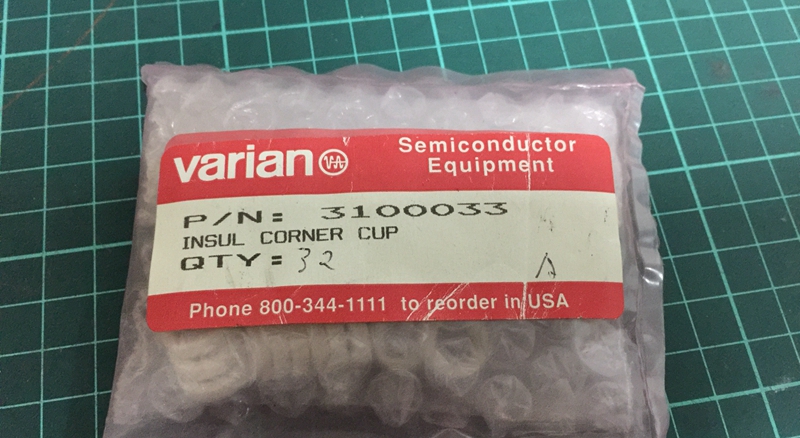 varian
Semiconductor
Equipment
P/N: 3100033
INSUL CORNER CUP
QTY: 32
A
Phone 800-344-1111 to reorder in USA